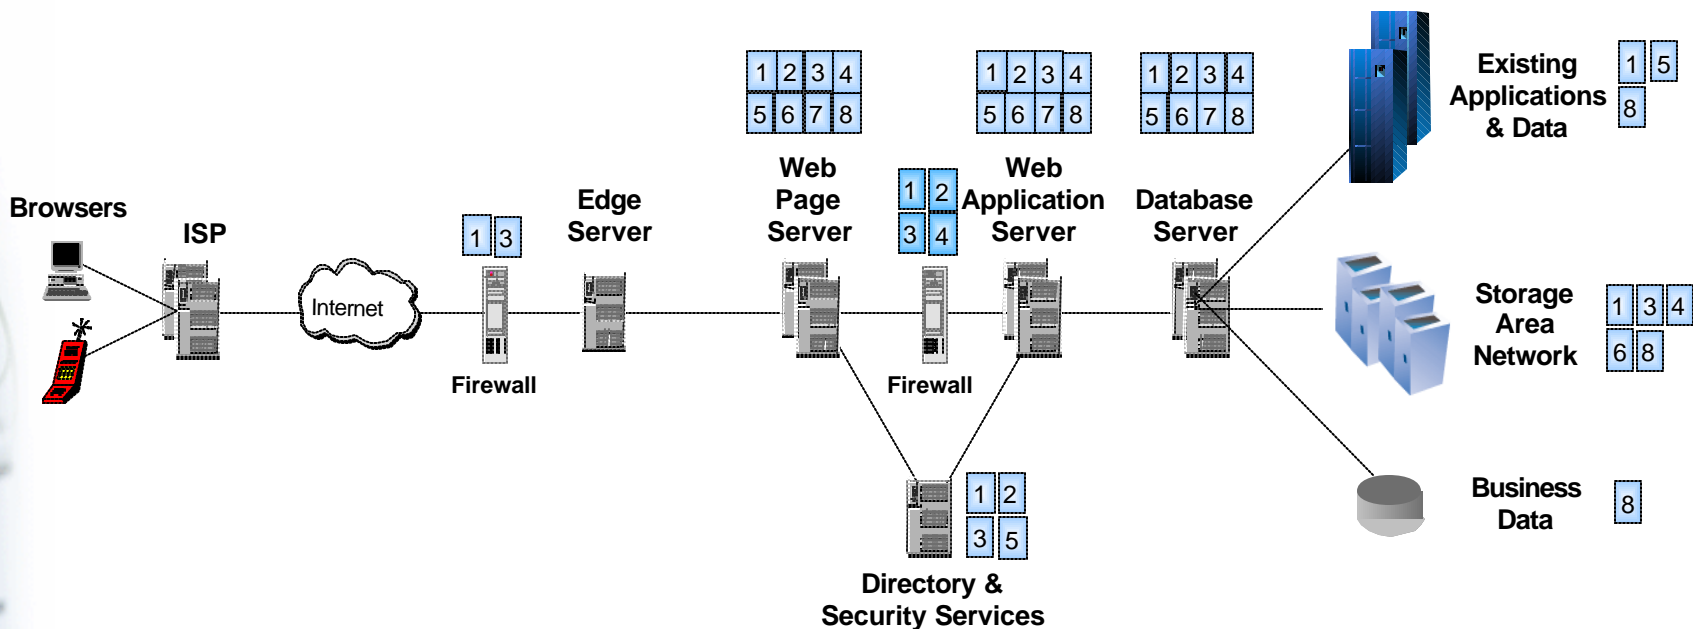 1 2 3 4
5 6 7 8
1 2 3 4
5 6 7 8
1 2 3 4
5 6 7 8
Existing
Applications
& Data
1 5
8
Browsers
ISP
Internet
1 3
Firewall
Edge
Server
Web
Page
Server
1 2
3 4
Firewall
Web
Application
Server
Database
Server
Storage
Area
Network
1 3 4
6 8
Business
Data
8
1 2
3 5
Directory &
Security Services